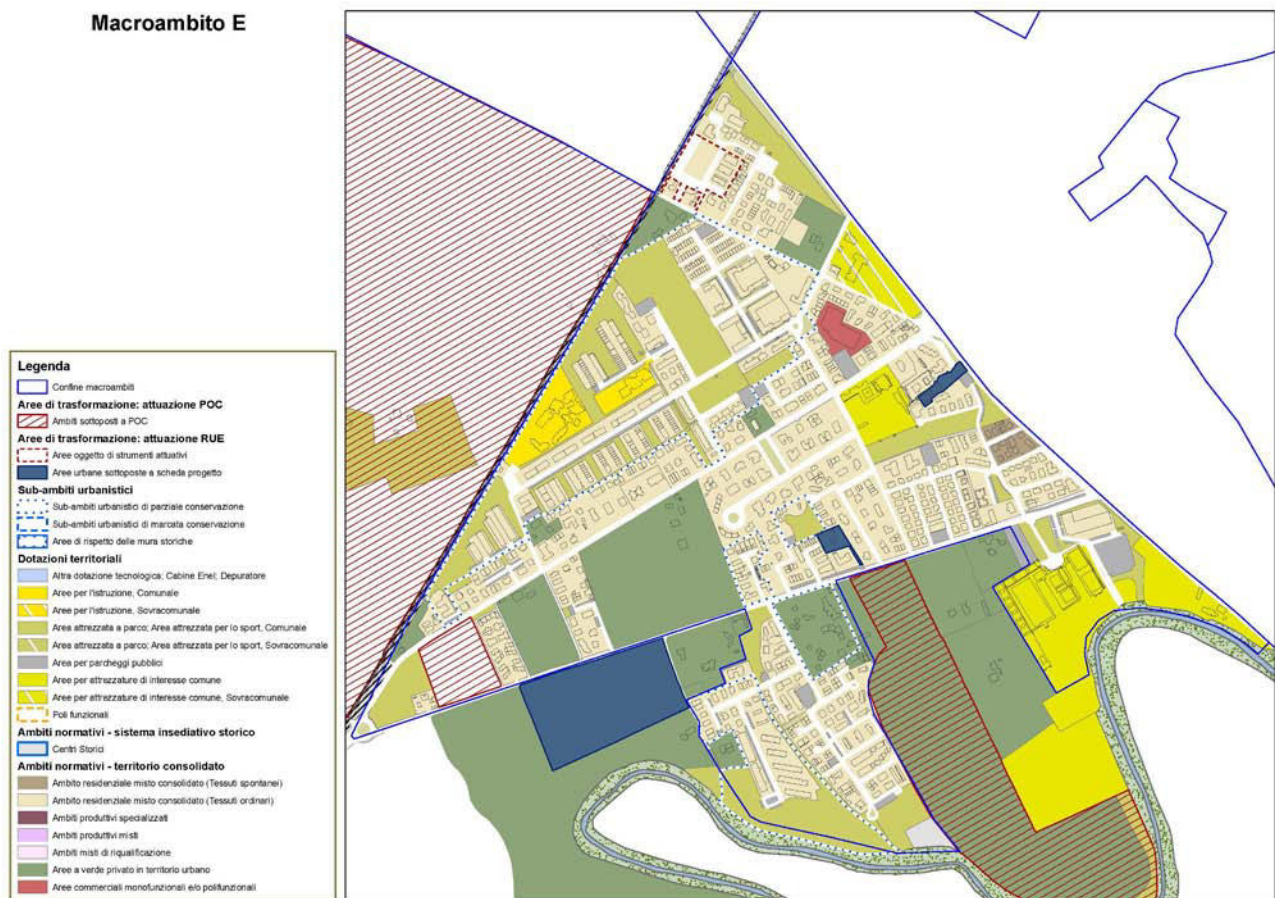 Macroambito E
Legenda
Confine macroambiti
Aree di trasformazione: attuazione POC
Ambiti sottoposti a POC
Aree di trasformazione: attuazione RUE
Aree oggetto di strumenti attuativi
Aree urbane sottoposte a scheda progetto
Sub-ambiti urbanistici
Sub-ambiti urbanistici di parziale conservazione
Sub-ambiti urbanistici di marcata conservazione
Aree di rispetto delle mura storiche
Dotazioni territoriali
Altra dotazione tecnologica; Cabine Enel; Depuratore
Aree per l'istruzione, Comunale
Aree per l'istruzione, Sovracomunale
Area attrezzata a parco; Area attrezzata per lo sport, Comunale
Area attrezzata a parco; Area attrezzata per lo sport, Sovracomunale
Area per parcheggi pubblici
Aree per attrezzature di interesse comune
Aree per attrezzature di interesse comune, Sovracomunale
Poli funzionali
Ambiti normativi - sistema insediativo storico
Centri Storici
Ambiti normativi - territorio consolidato
Ambito residenziale misto consolidato (Tessuti spontanei)
Ambito residenziale misto consolidato (Tessuti ordinari)
Ambiti produttivi specializzati
Ambiti produttivi misti
Ambiti misti di riqualificazione
Aree a verde privato in territorio urbano
Aree commerciali monofunzionali e/o polifunzionali